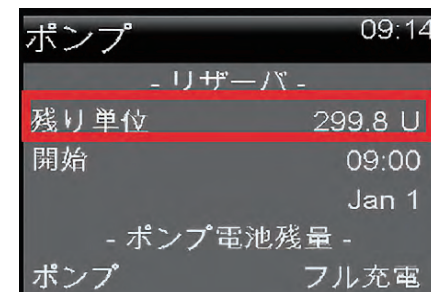 ポンプ 09:14
- リザーバ -
残り単位 299.8 U
開始 09:00
Jan 1
- ポンプ電池残量 -
ポンプ フル充電